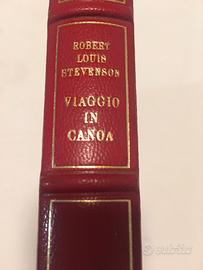 ROBERT
LOUIS
STEVENSON
VIAGGIO
IN
CANOA
subito